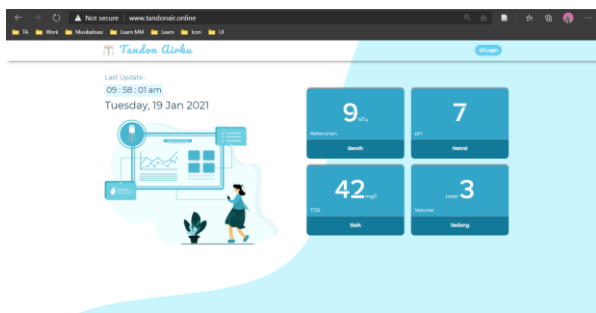 Not secure | www.tandonair.online
TA Work Musikalisasi Learn MM Learn Icon UI
Tandon Airku
Login
Last Update :
09 : 58 : 01 am
Tuesday, 19 Jan 2021
9 NTU
Kekeruhan
Bersih
7
pH
Netral
42 mg/l
TDS
Baik
Level 3
Volume
Sedang